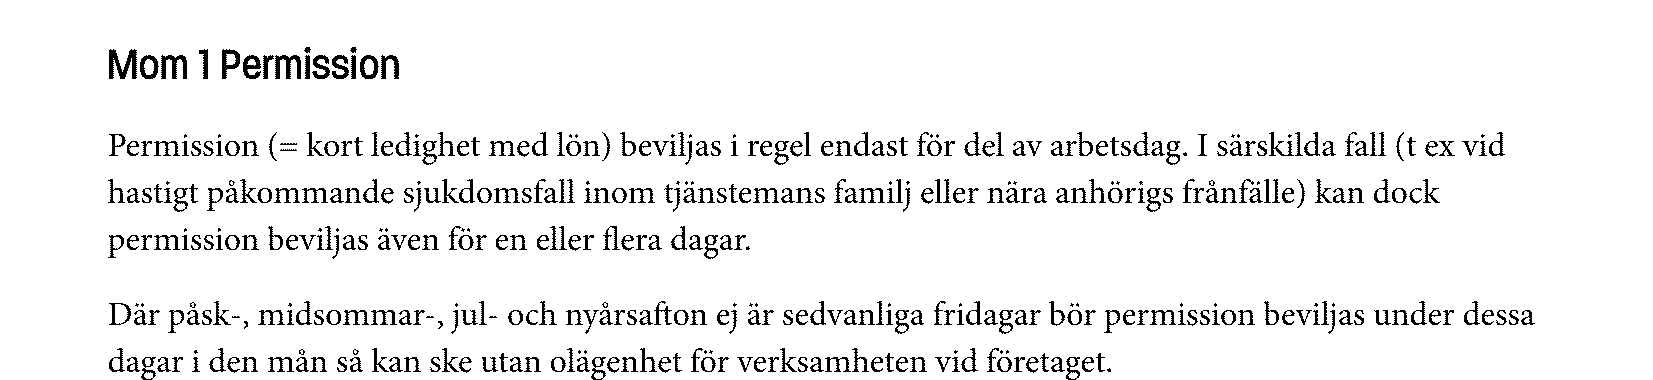 Mom 1 Permission
Permission (= kort ledighet med lön) beviljas i regel endast för del av arbetsdag. I särskilda fall (t ex vid
hastigt påkommande sjukdomsfall inom tjänstemans familj eller nära anhörigs frånfälle) kan dock
permission beviljas även för en eller flera dagar.
Där påsk-, midsommar-, jul- och nyårsafton ej är sedvanliga fridagar bör permission beviljas under dessa
dagar i den mån så kan ske utan olägenhet för verksamheten vid företaget.